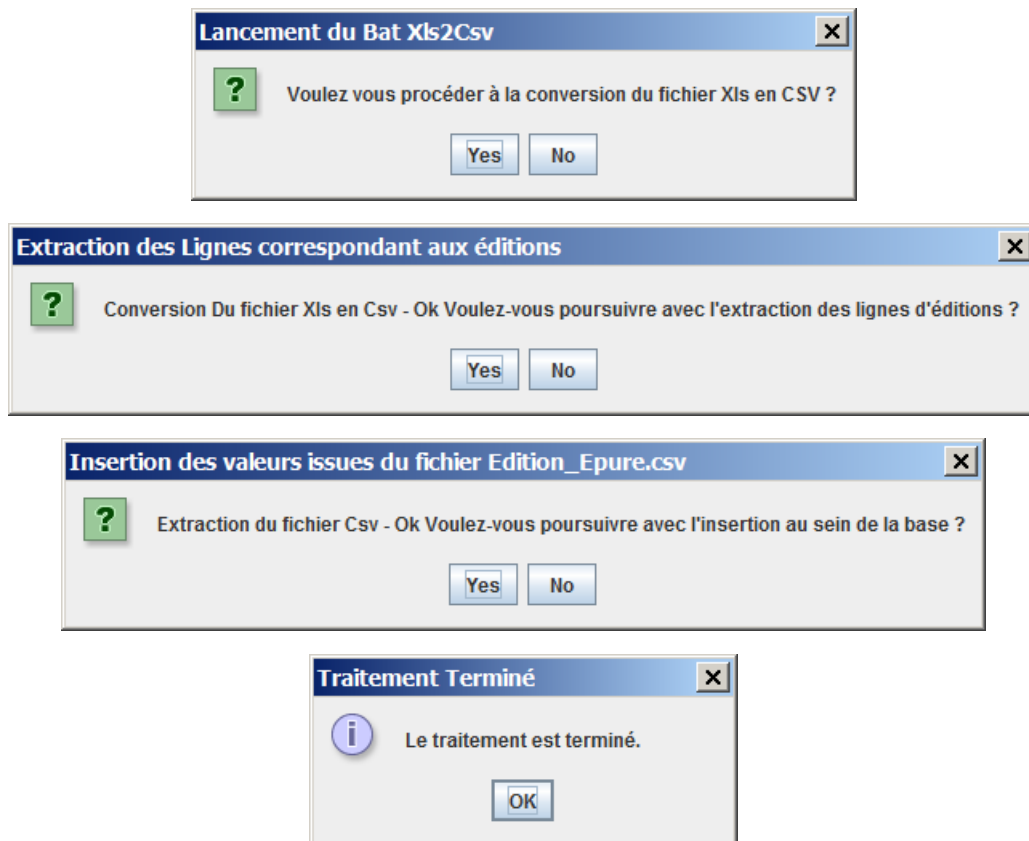 Lancement du Bat Xls2Csv
Voulez vous procéder à la conversion du fichier Xls en CSV ?
Yes No
Extraction des Lignes correspondant aux éditions
Conversion Du fichier Xls en Csv - Ok Voulez-vous poursuivre avec l'extraction des lignes d'éditions ?
Yes No
Insertion des valeurs issues du fichier Edition_Epure.csv
Extraction du fichier Csv - Ok Voulez-vous poursuivre avec l'insertion au sein de la base ?
Yes No
Traitement Terminé
Le traitement est terminé.
OK